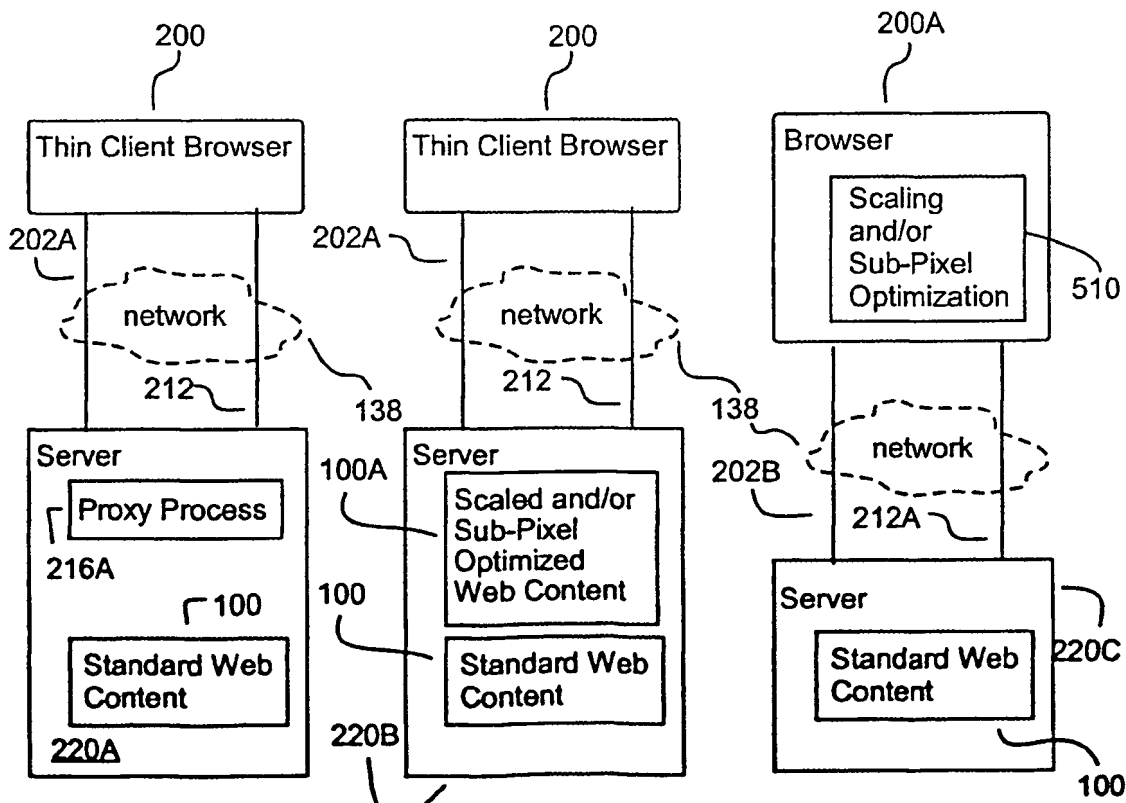 200
Thin Client Browser
202A
network
212
138
Server
Proxy Process
216A
100
Standard Web
Content
220A
200
Thin Client Browser
202A
network
212
138
Server
100A
Scaled and/or
Sub-Pixel
Optimized
Web Content
100
Standard Web
Content
220B
200A
Browser
Scaling
and/or
Sub-Pixel
Optimization
510
network
202B
212A
Server
220C
Standard Web
Content
100